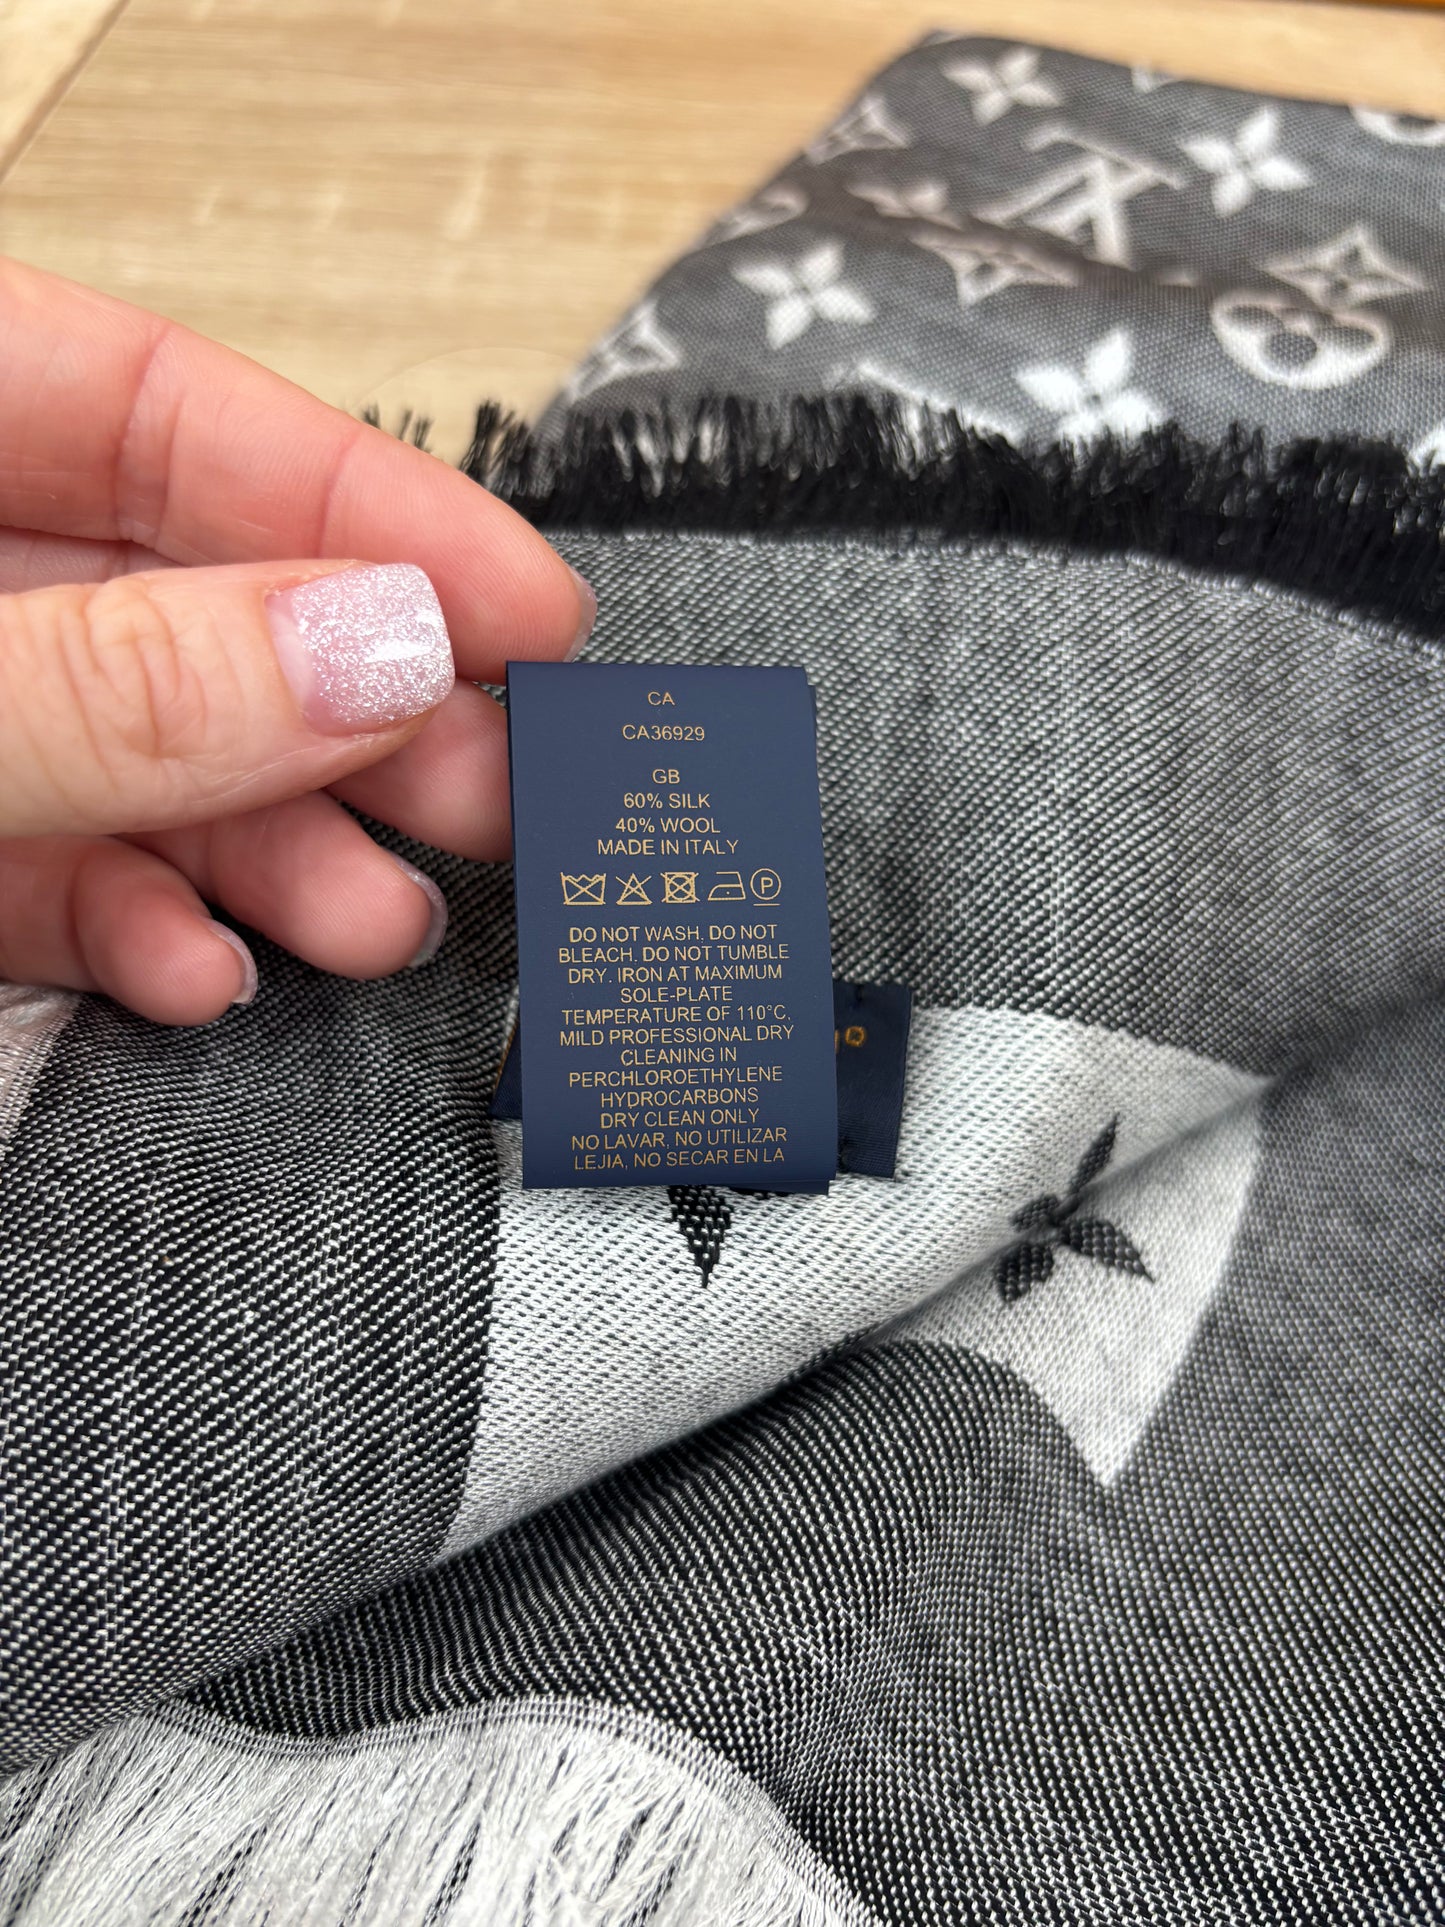 CA
CA36929
GB
60% SILK
40% WOOL
MADE IN ITALY
P
DO NOT WASH. DO NOT
BLEACH. DO NOT TUMBLE
DRY. IRON AT MAXIMUM
SOLE-PLATE
TEMPERATURE OF 110°C.
MILD PROFESSIONAL DRY
CLEANING IN
PERCHLOROETHYLENE
HYDROCARBONS
DRY CLEAN ONLY
NO LAVAR, NO UTILIZAR
LEJIA, NO SECAR EN LA